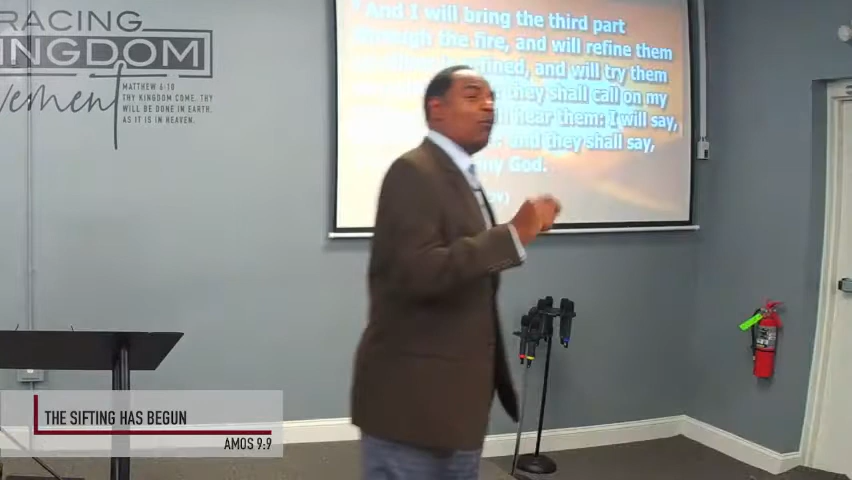 RACING
KINGDOM
vement
MATTHEW 6:10
THY KINGDOM COME. THY
WILL BE DONE IN EARTH,
AS IT IS IN HEAVEN.
And I will bring the third part
through the fire, and will refine them
and will try them
they shall call on my
hear them: I will say,
and they shall say,
my God.
THE SIFTING HAS BEGUN
AMOS 9:9